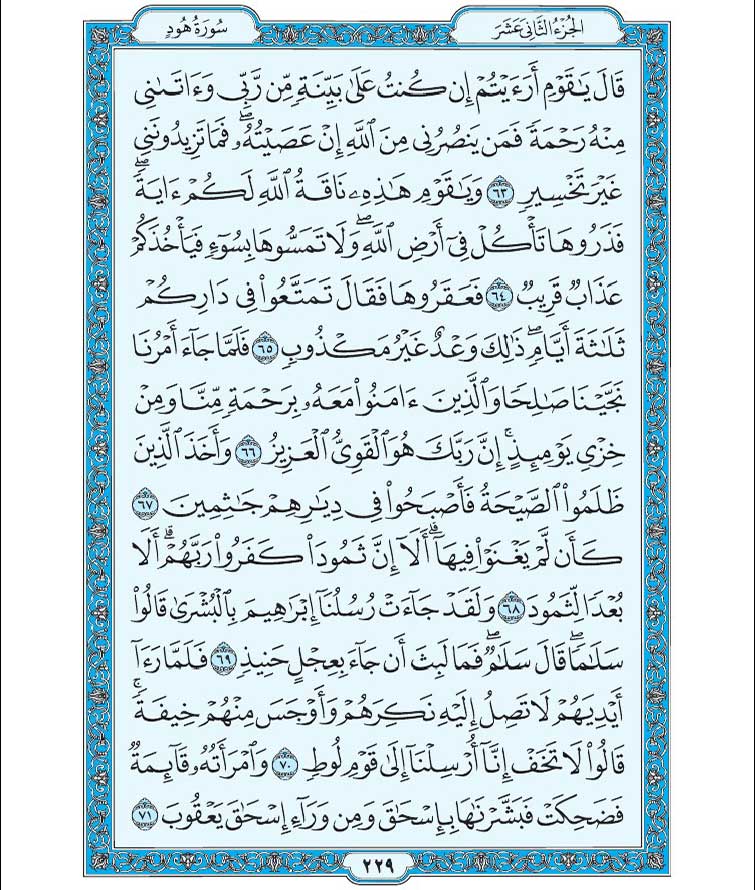 الجُزْءُ الثَّانِي عَشَرَ
سُورَةُ هُودٍ
قَالَ يَٰقَوْمِ أَرَءَيْتُمْ إِن كُنتُ عَلَىٰ بَيِّنَةٍ مِّن رَّبِّي وَءَاتَىٰنِي
مِنْهُ رَحْمَةً فَمَن يَنصُرُنِي مِنَ ٱللَّهِ إِنْ عَصَيْتُهُۥۖ فَمَا تَزِيدُونَنِي
غَيْرَ تَخْسِيرٍ ٦٣ وَيَٰقَوْمِ هَٰذِهِۦ نَاقَةُ ٱللَّهِ لَكُمْ ءَايَةًۖ
فَذَرُوهَا تَأْكُلْ فِيٓ أَرْضِ ٱللَّهِۖ وَلَا تَمَسُّوهَا بِسُوٓءٍ فَيَأْخُذَكُمْ
عَذَابٌ قَرِيبٌ ٦٤ فَعَقَرُوهَا فَقَالَ تَمَتَّعُوا۟ فِي دَارِكُمْ
ثَلَٰثَةَ أَيَّامٍۖ ذَٰلِكَ وَعْدٌ غَيْرُ مَكْذُوبٍ ٦٥ فَلَمَّا جَآءَ أَمْرُنَا
نَجَّيْنَا صَٰلِحًا وَٱلَّذِينَ ءَامَنُوا۟ مَعَهُۥ بِرَحْمَةٍ مِّنَّا وَمِنْ
خِزْيِ يَوْمِئِذٍۚ إِنَّ رَبَّكَ هُوَ ٱلْقَوِيُّ ٱلْعَزِيزُ ٦٦ وَأَخَذَ ٱلَّذِينَ
ظَلَمُوا۟ ٱلصَّيْحَةُ فَأَصْبَحُوا۟ فِي دِيَٰرِهِمْ جَٰثِمِينَ ٦٧
كَأَن لَّمْ يَغْنَوْا۟ فِيهَآۗ أَلَآ إِنَّ ثَمُودَا۟ كَفَرُوا۟ رَبَّهُمْۗ أَلَا
بُعْدًا لِّثَمُودَ ٦٨ وَلَقَدْ جَآءَتْ رُسُلُنَآ إِبْرَٰهِيمَ بِٱلْبُشْرَىٰ قَالُوا۟
سَلَٰمًاۖ قَالَ سَلَٰمٌۖ فَمَا لَبِثَ أَن جَآءَ بِعِجْلٍ حَنِيذٍ ٦٩ فَلَمَّا رَءَآ
أَيْدِيَهُمْ لَا تَصِلُ إِلَيْهِ نَكِرَهُمْ وَأَوْجَسَ مِنْهُمْ خِيفَةًۚ
قَالُوا۟ لَا تَخَفْ إِنَّآ أُرْسِلْنَآ إِلَىٰ قَوْمِ لُوطٍ ٧٠ وَٱمْرَأَتُهُۥ قَآئِمَةٌ
فَضَحِكَتْ فَبَشَّرْنَٰهَا بِإِسْحَٰقَ وَمِن وَرَآءِ إِسْحَٰقَ يَعْقُوبَ ٧١
٢٢٩